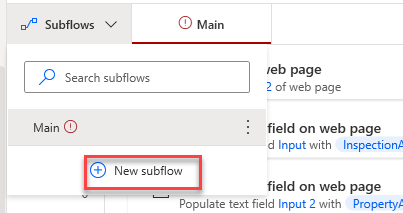 Subflows
Main
Search subflows
web page
2 of web page
Main
field on web page
d Input with InspectionA
New subflow
field on web page
Populate text field Input 2 with PropertyA